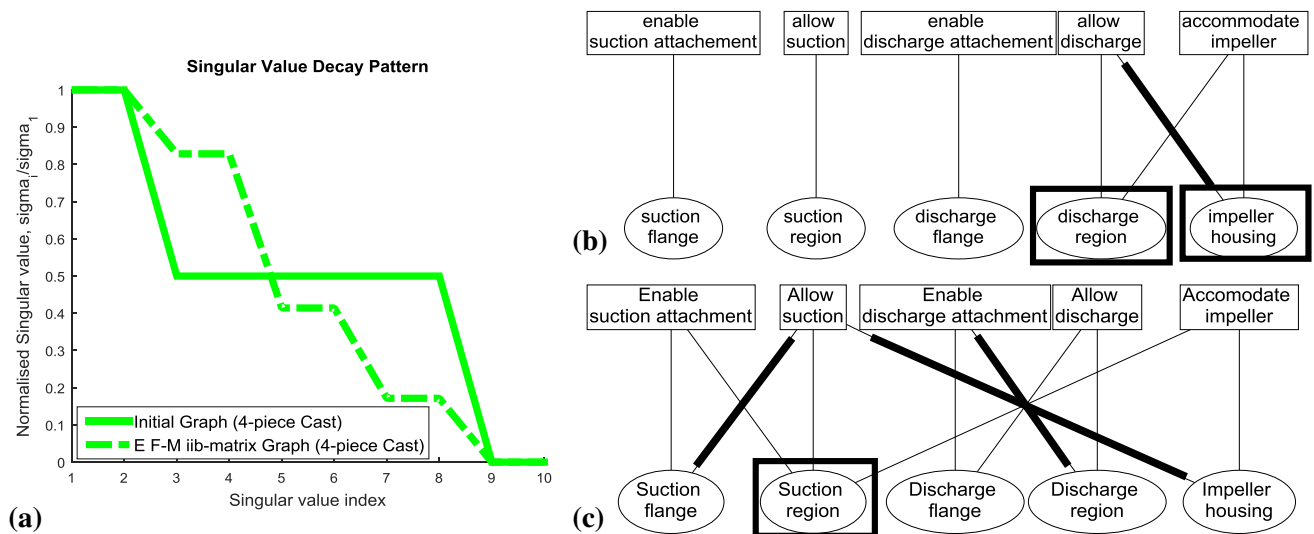 Singular Value Decay Pattern
Normalised Singular value, sigma_i/sigma_1
1
0.9
0.8
0.7
0.6
0.5
0.4
0.3
0.2
0.1
0
Initial Graph (4-piece Cast)
E F-M iib-matrix Graph (4-piece Cast)
1 2 3 4 5 6 7 8 9 10
Singular value index
(a)
enable
suction attachement
allow
suction
enable
discharge attachement
allow
discharge
accommodate
impeller
suction
flange
suction
region
discharge
flange
discharge
region
impeller
housing
(b)
Enable
suction attachment
Allow
suction
Enable
discharge attachment
Allow
discharge
Accomodate
impeller
Suction
flange
Suction
region
Discharge
flange
Discharge
region
Impeller
housing
(c)